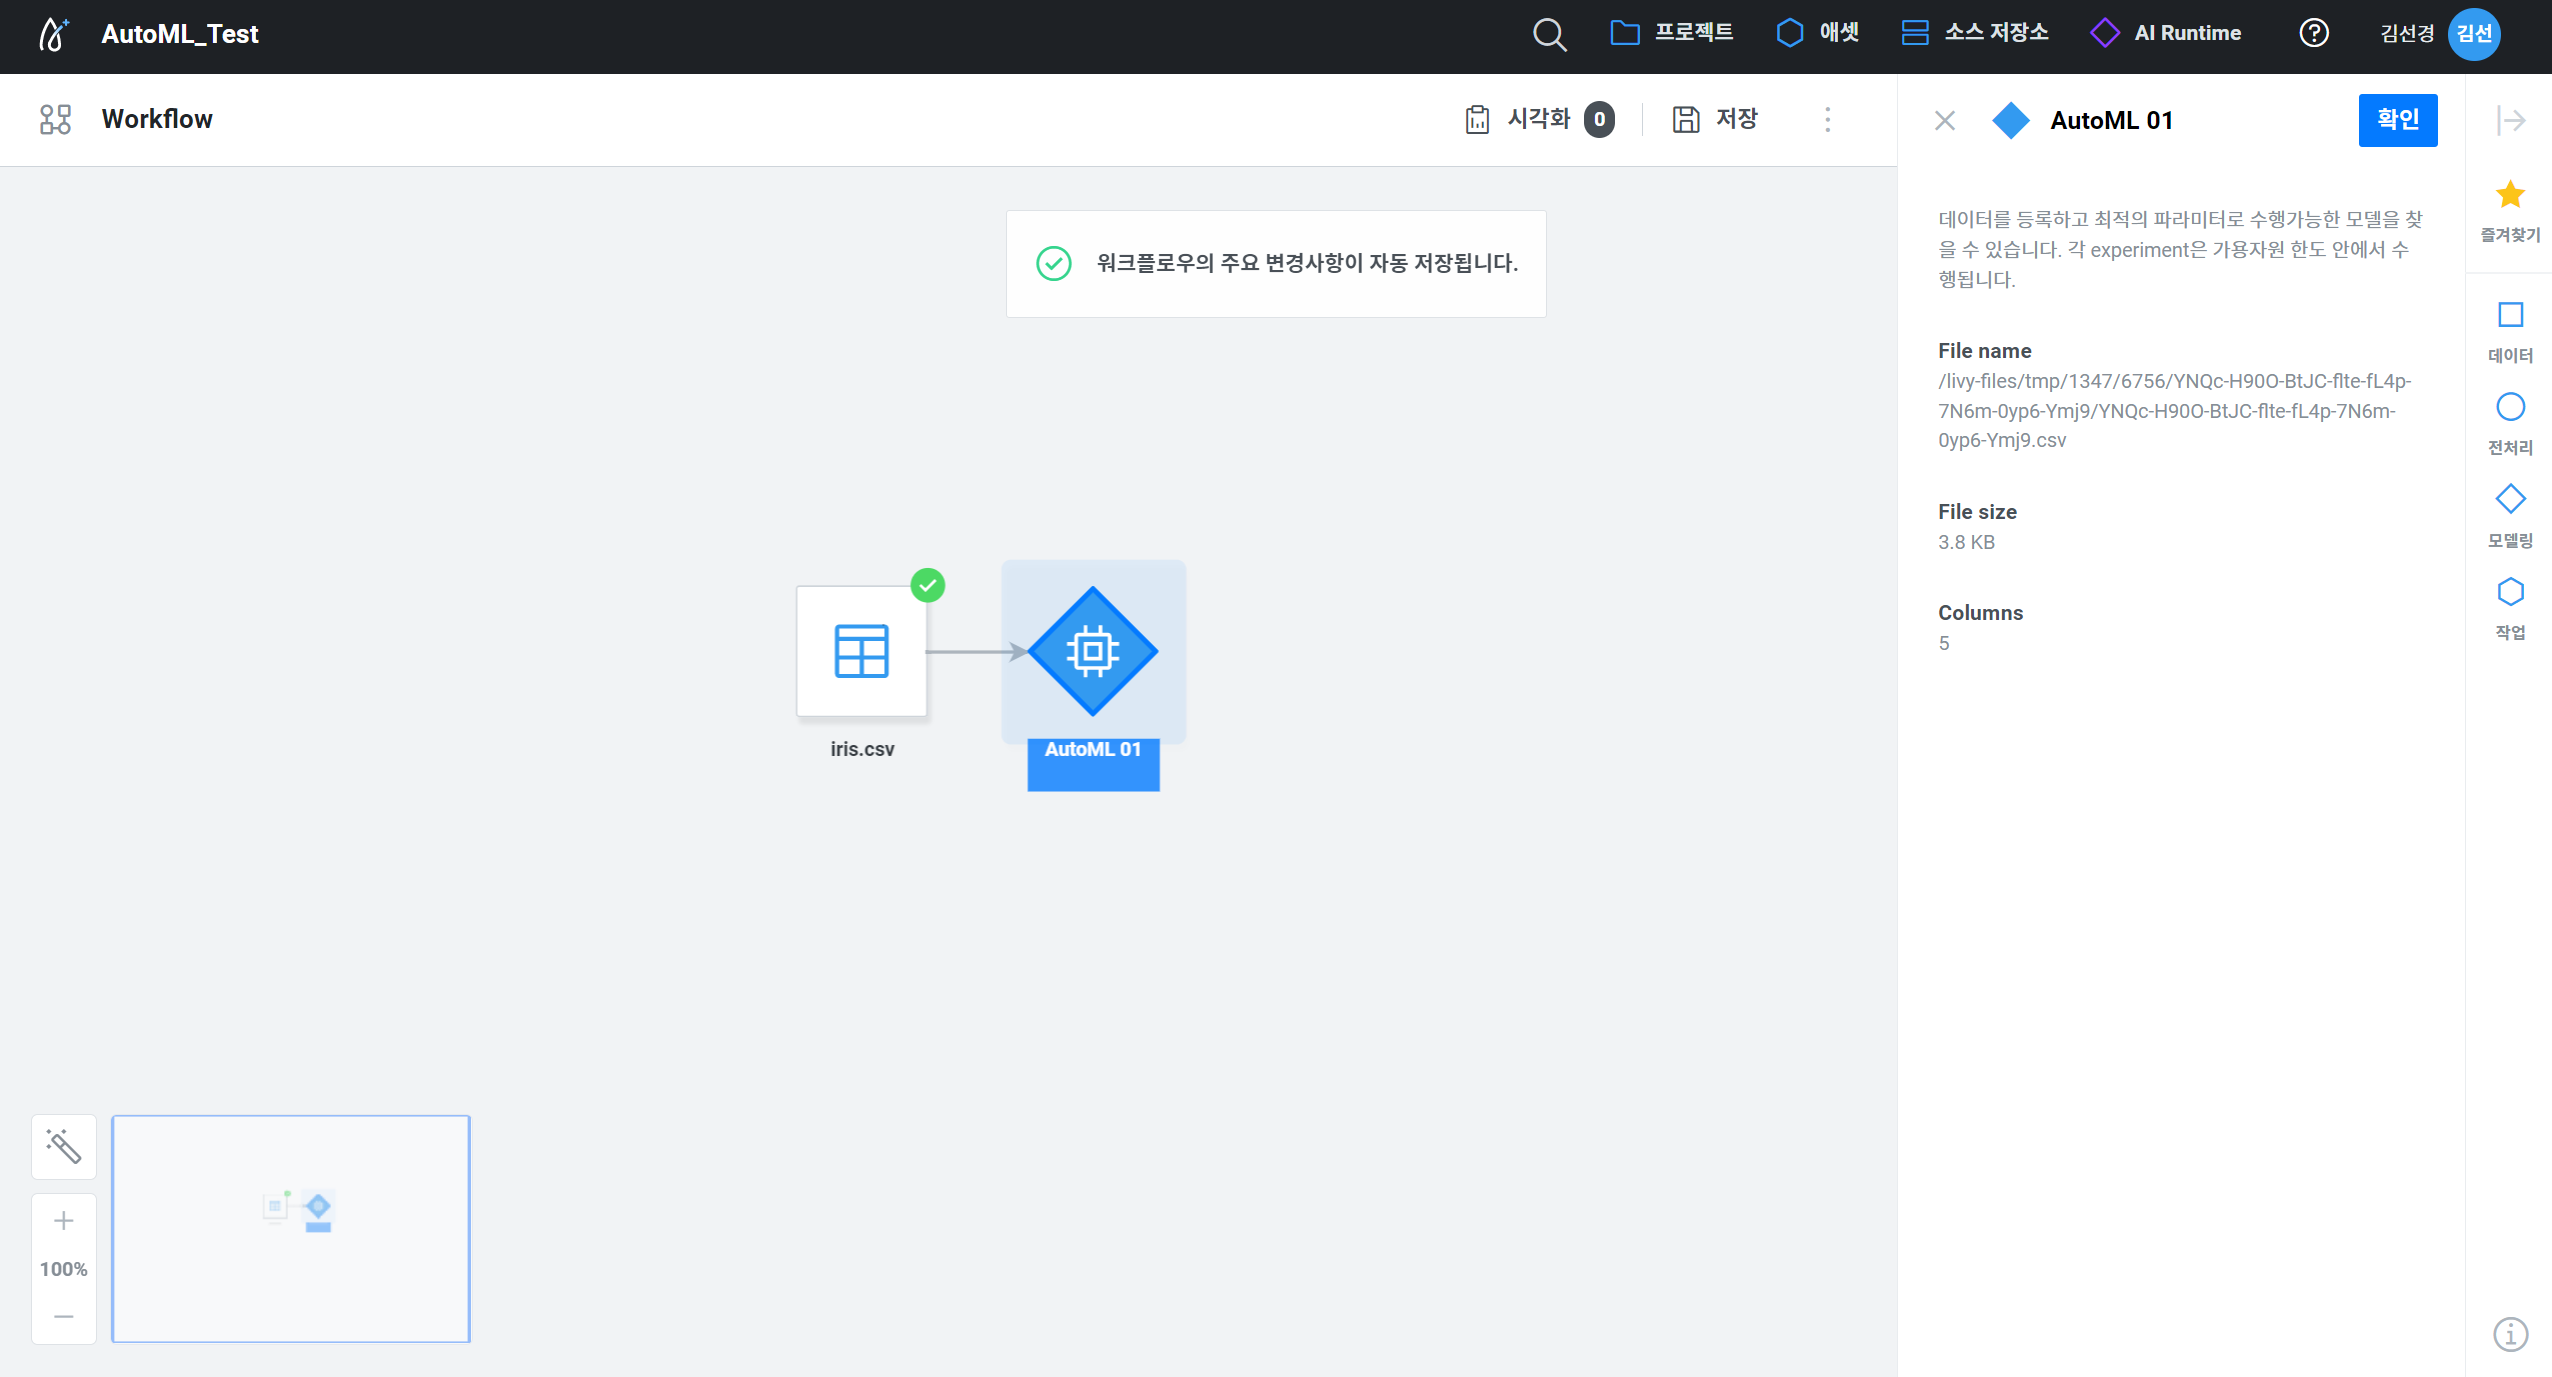 AutoML_Test
프로젝트
애셋
소스 저장소
AI Runtime
김선경
김선
Workflow
시각화 0
저장
AutoML 01
확인
즐겨찾기
데이터
전처리
모델링
작업
데이터를 등록하고 최적의 파라미터로 수행가능한 모델을 찾
을 수 있습니다. 각 experiment은 가용자원 한도 안에서 수
행됩니다.
File name
/livy-files/tmp/1347/6756/YNQc-H90O-BtJC-flte-fL4p-
7N6m-0yp6-Ymj9/YNQc-H90O-BtJC-flte-fL4p-7N6m-
0yp6-Ymj9.csv
File size
3.8 KB
Columns
5
워크플로우의 주요 변경사항이 자동 저장됩니다.
iris.csv
AutoML 01
100%